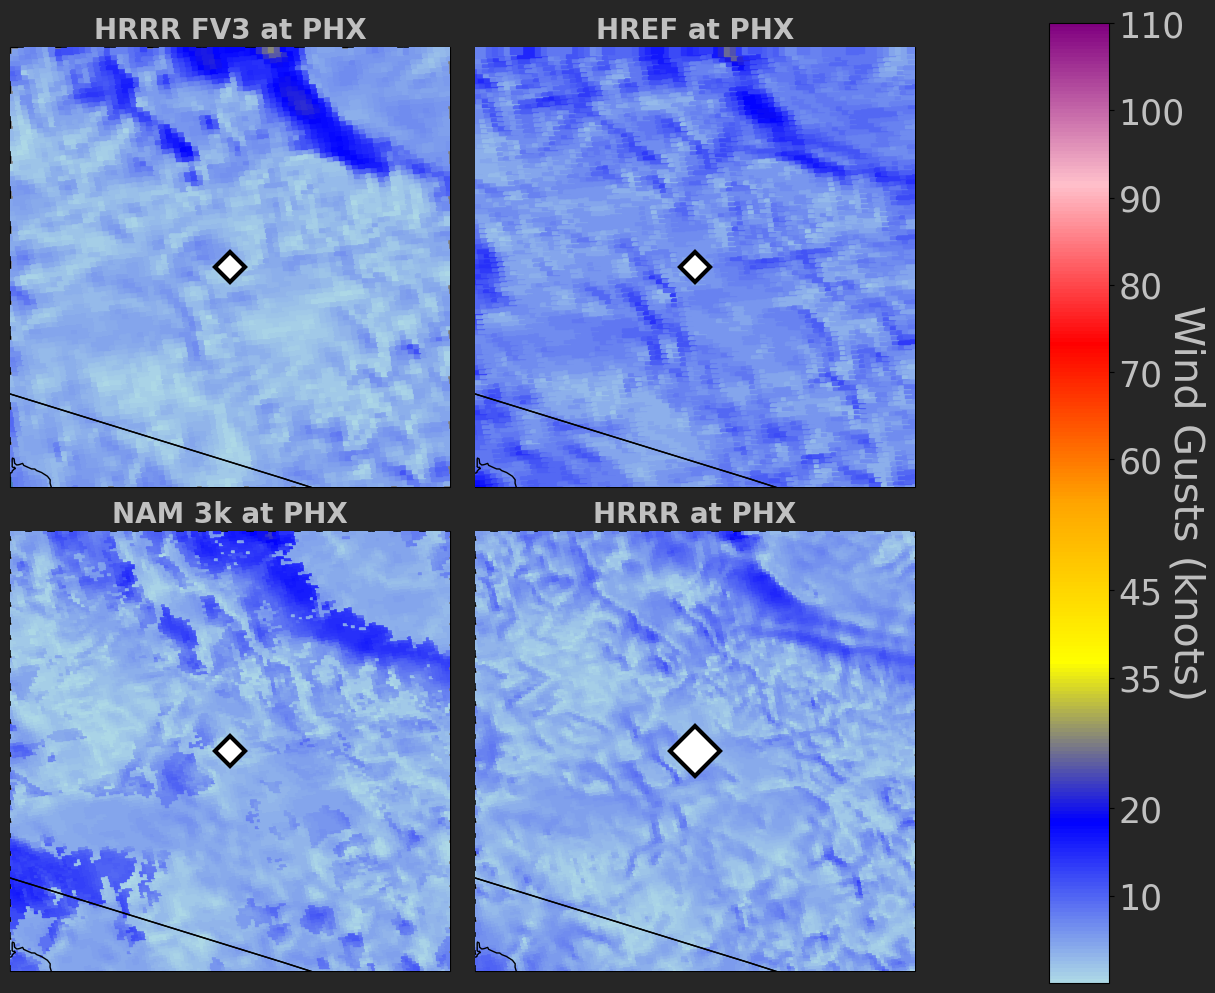 HRRR FV3 at PHX
HREF at PHX
NAM 3k at PHX
HRRR at PHX
110
100
90
80
70
60
45
35
20
10
Wind Gusts (knots)